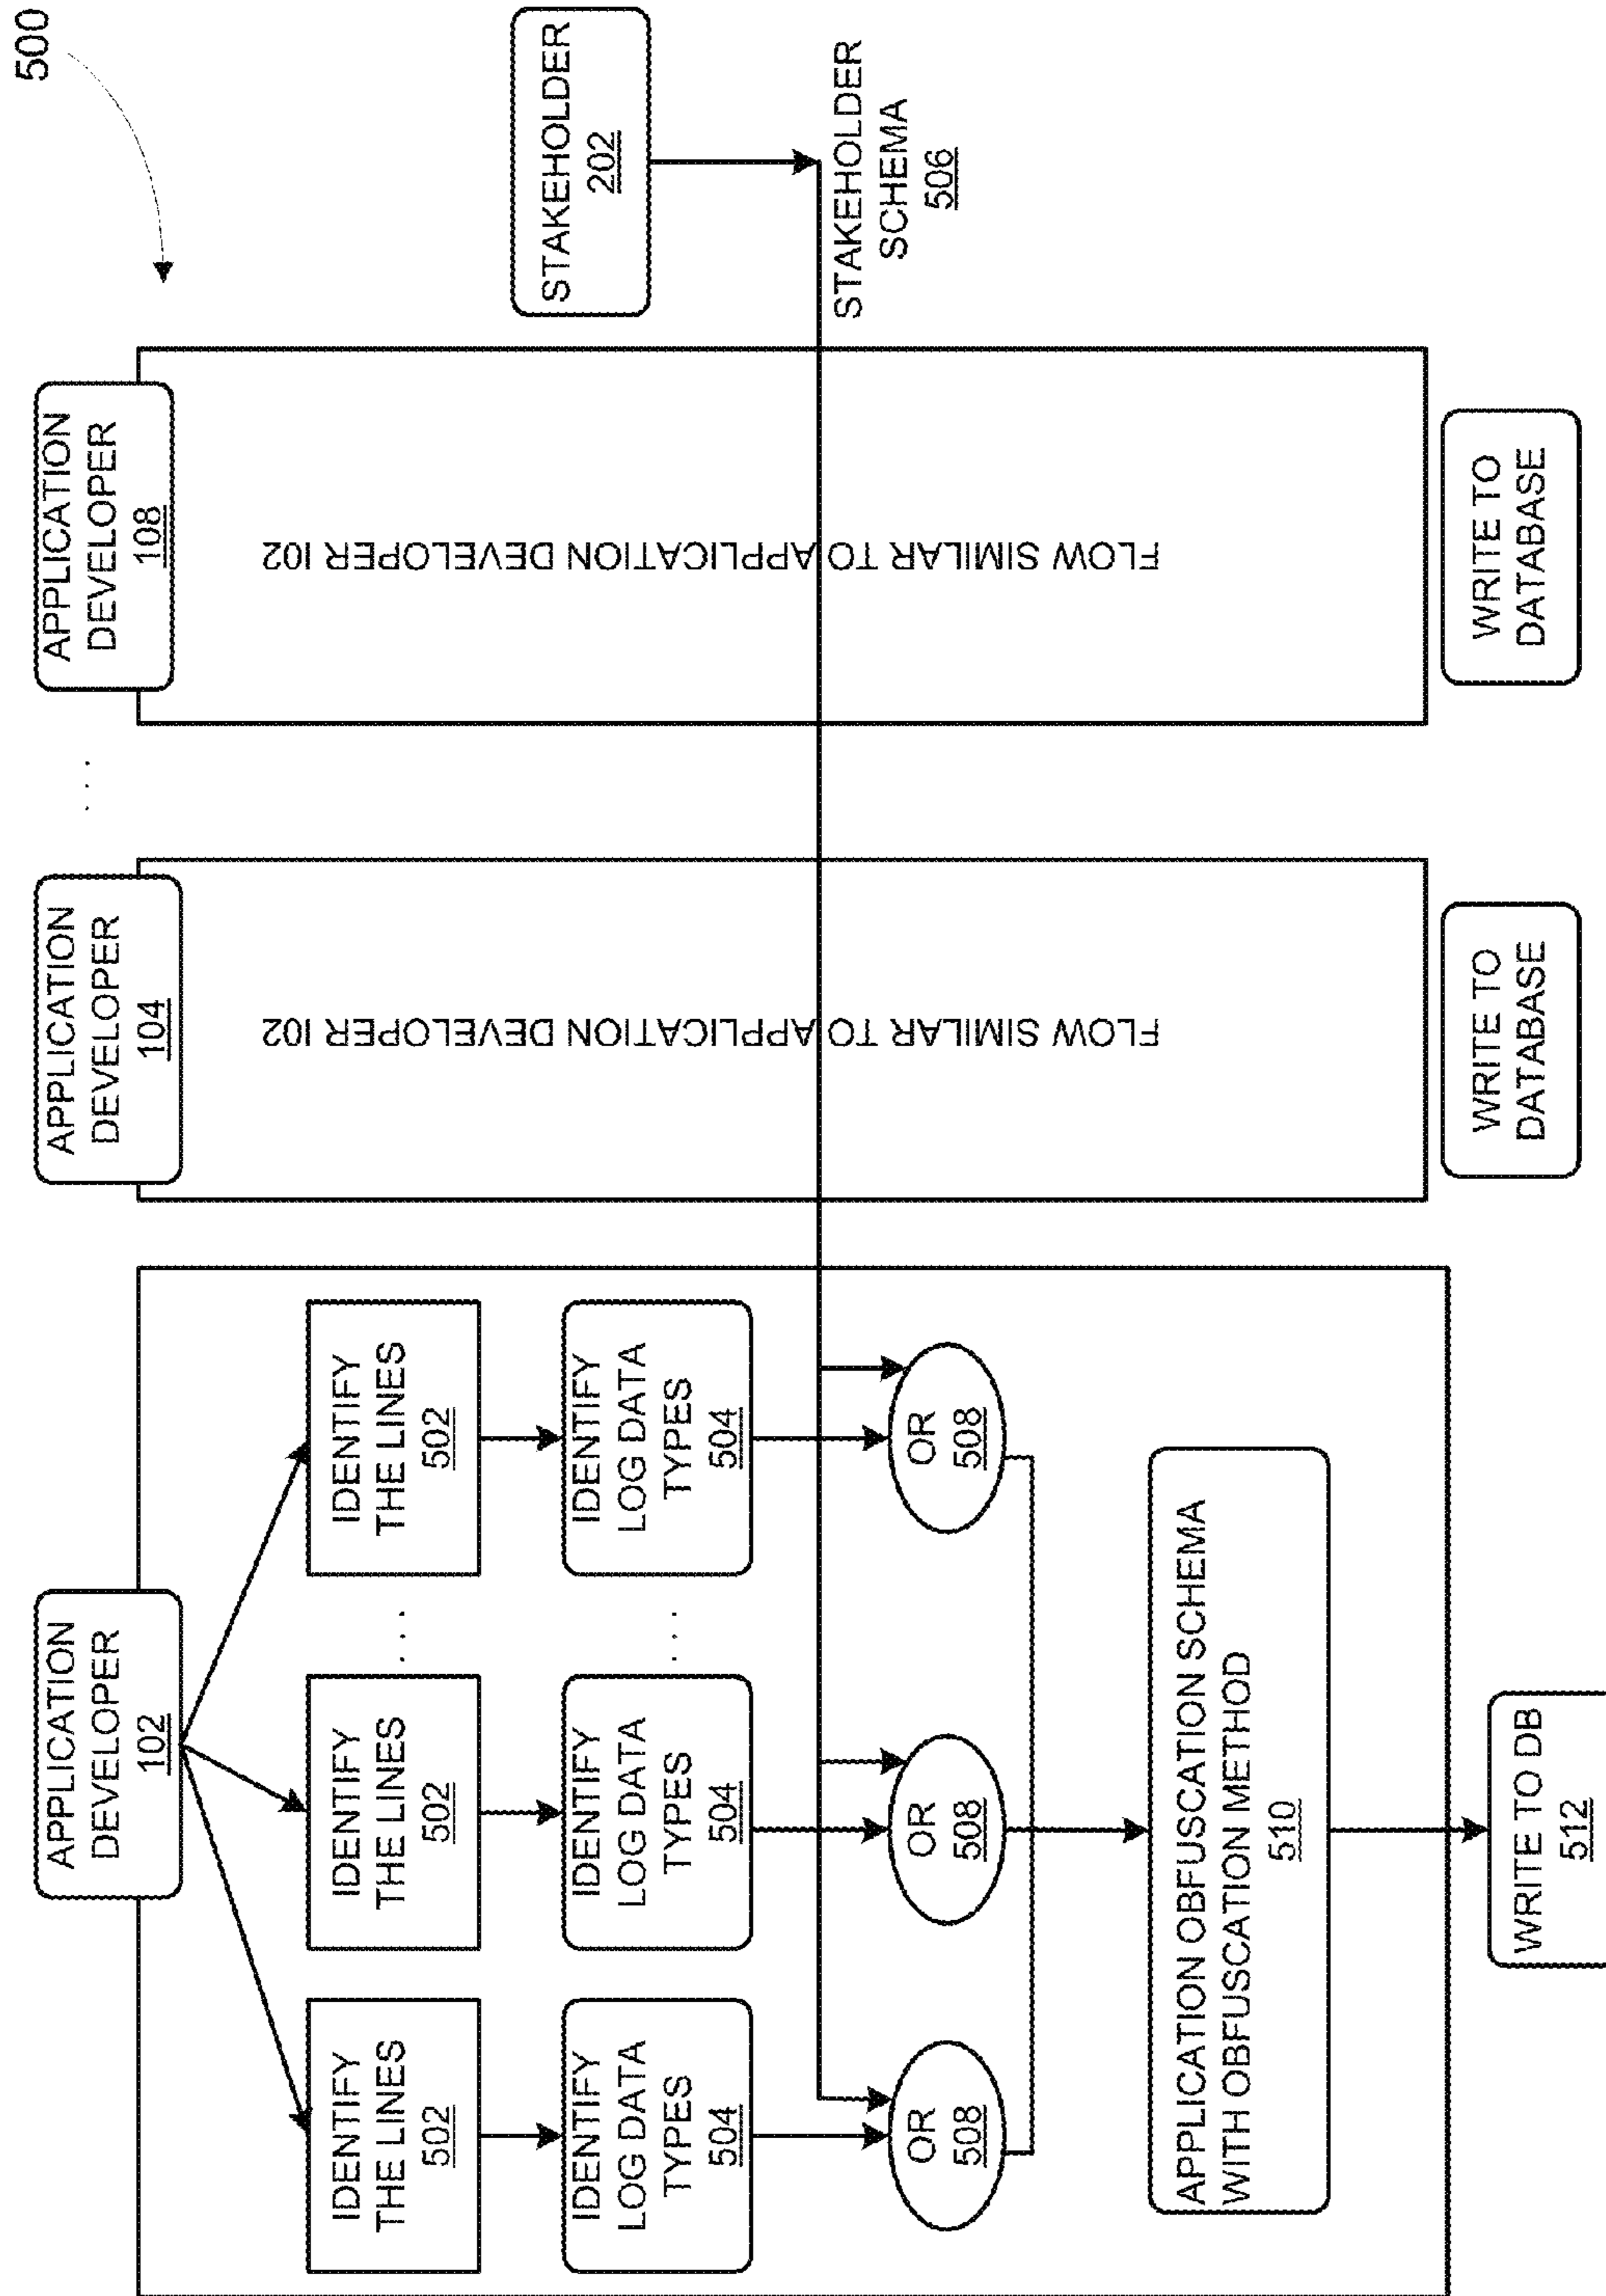 500
APPLICATION
DEVELOPER
102
APPLICATION
DEVELOPER
104
. . .
APPLICATION
DEVELOPER
108
STAKEHOLDER
202
STAKEHOLDER
SCHEMA
506
IDENTIFY
THE LINES
502
IDENTIFY
THE LINES
502
. . .
IDENTIFY
THE LINES
502
IDENTIFY
LOG DATA
TYPES
504
IDENTIFY
LOG DATA
TYPES
504
. . .
IDENTIFY
LOG DATA
TYPES
504
OR
508
OR
508
OR
508
APPLICATION OBFUSCATION SCHEMA
WITH OBFUSCATION METHOD
510
WRITE TO DB
512
FLOW SIMILAR TO APPLICATION DEVELOPER I02
WRITE TO
DATABASE
FLOW SIMILAR TO APPLICATION DEVELOPER I02
WRITE TO
DATABASE